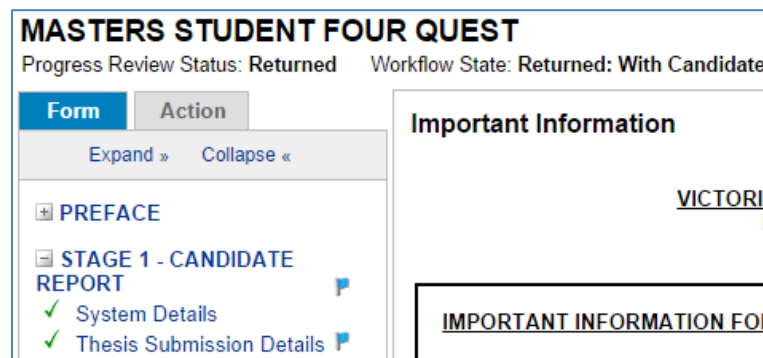 MASTERS STUDENT FOUR QUEST
Progress Review Status: Returned Workflow State: Returned: With Candidate
Form Action
Expand » Collapse «
PREFACE
STAGE 1 - CANDIDATE
REPORT
System Details
Thesis Submission Details
Important Information
VICTORI
IMPORTANT INFORMATION FO